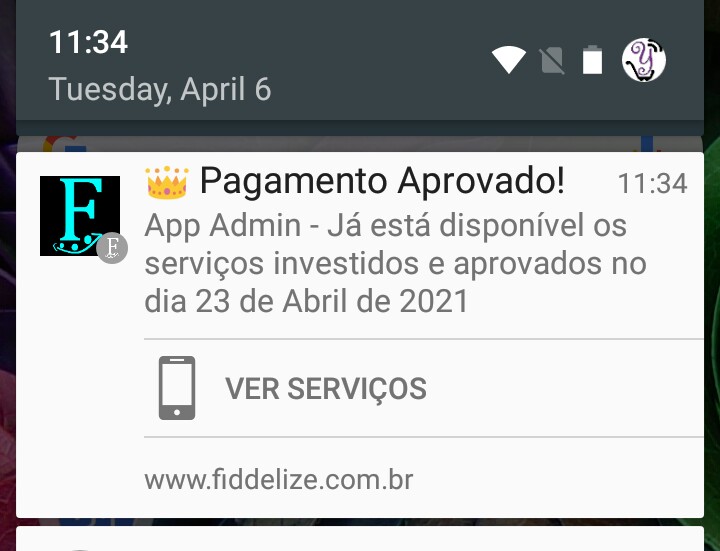 11:34
Tuesday, April 6
👑 Pagamento Aprovado! 11:34
App Admin - Já está disponível os
serviços investidos e aprovados no
dia 23 de Abril de 2021
F
F
VER SERVIÇOS
www.fiddelize.com.br